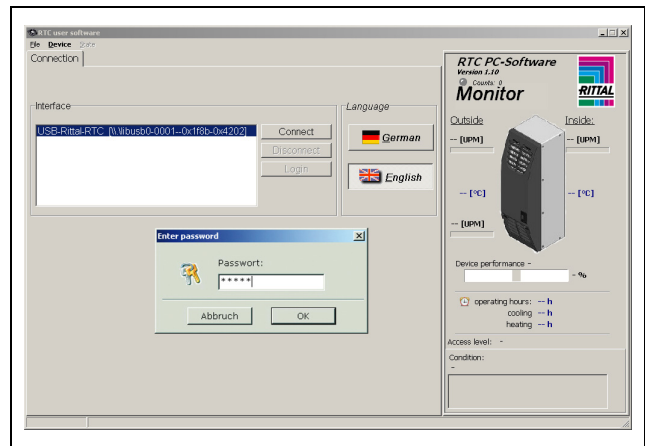 RTC user software
File Device State
Connection
Interface
USB-Rittal-RTC [\\.\libusb0-0001--0x1f8b-0x4202]
Connect
Disconnect
Login
Language
German
English
Enter password
Passwort:
*****
Abbruch
OK
RTC PC-Software
Version 1.10
Counts: 0
Monitor
RITTAL
Outside
Inside:
-- [UPM]
-- [UPM]
-- [°C]
-- [°C]
-- [UPM]
Device performance -
- %
operating hours: -- h
cooling -- h
heating -- h
Access level: -
Condition:
-